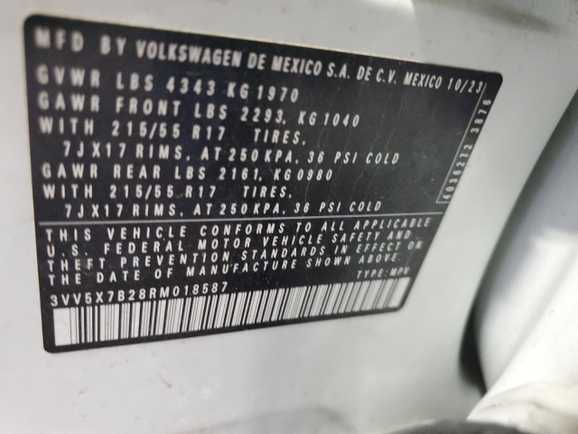 MFD BY VOLKSWAGEN DE MEXICO S.A. DE C.V. MEXICO 10/23
GVWR LBS 4343 KG 1970
GAWR FRONT LBS 2293, KG 1040
WITH 215/55 R17 TIRES,
7JX17 RIMS, AT 250 KPA, 36 PSI COLD
GAWR REAR LBS 2161, KG 0980
WITH 215/55 R17 TIRES,
7JX17 RIMS, AT 250 KPA, 36 PSI COLD
THIS VEHICLE CONFORMS TO ALL APPLICABLE
U.S. FEDERAL MOTOR VEHICLE SAFETY AND
THEFT PREVENTION STANDARDS IN EFFECT ON
THE DATE OF MANUFACTURE SHOWN ABOVE.
3VV5X7B28RM018587 TYPE: MPV
4036272 3876